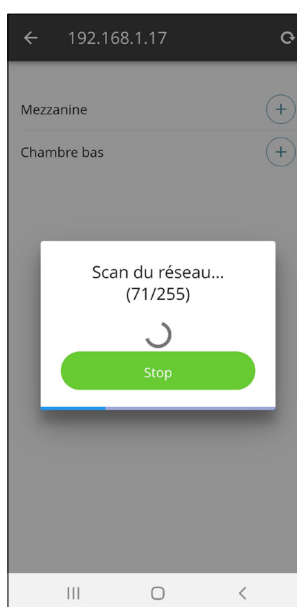 192.168.1.17
Mezzanine
Chambre bas
Scan du réseau...
(71/255)
Stop